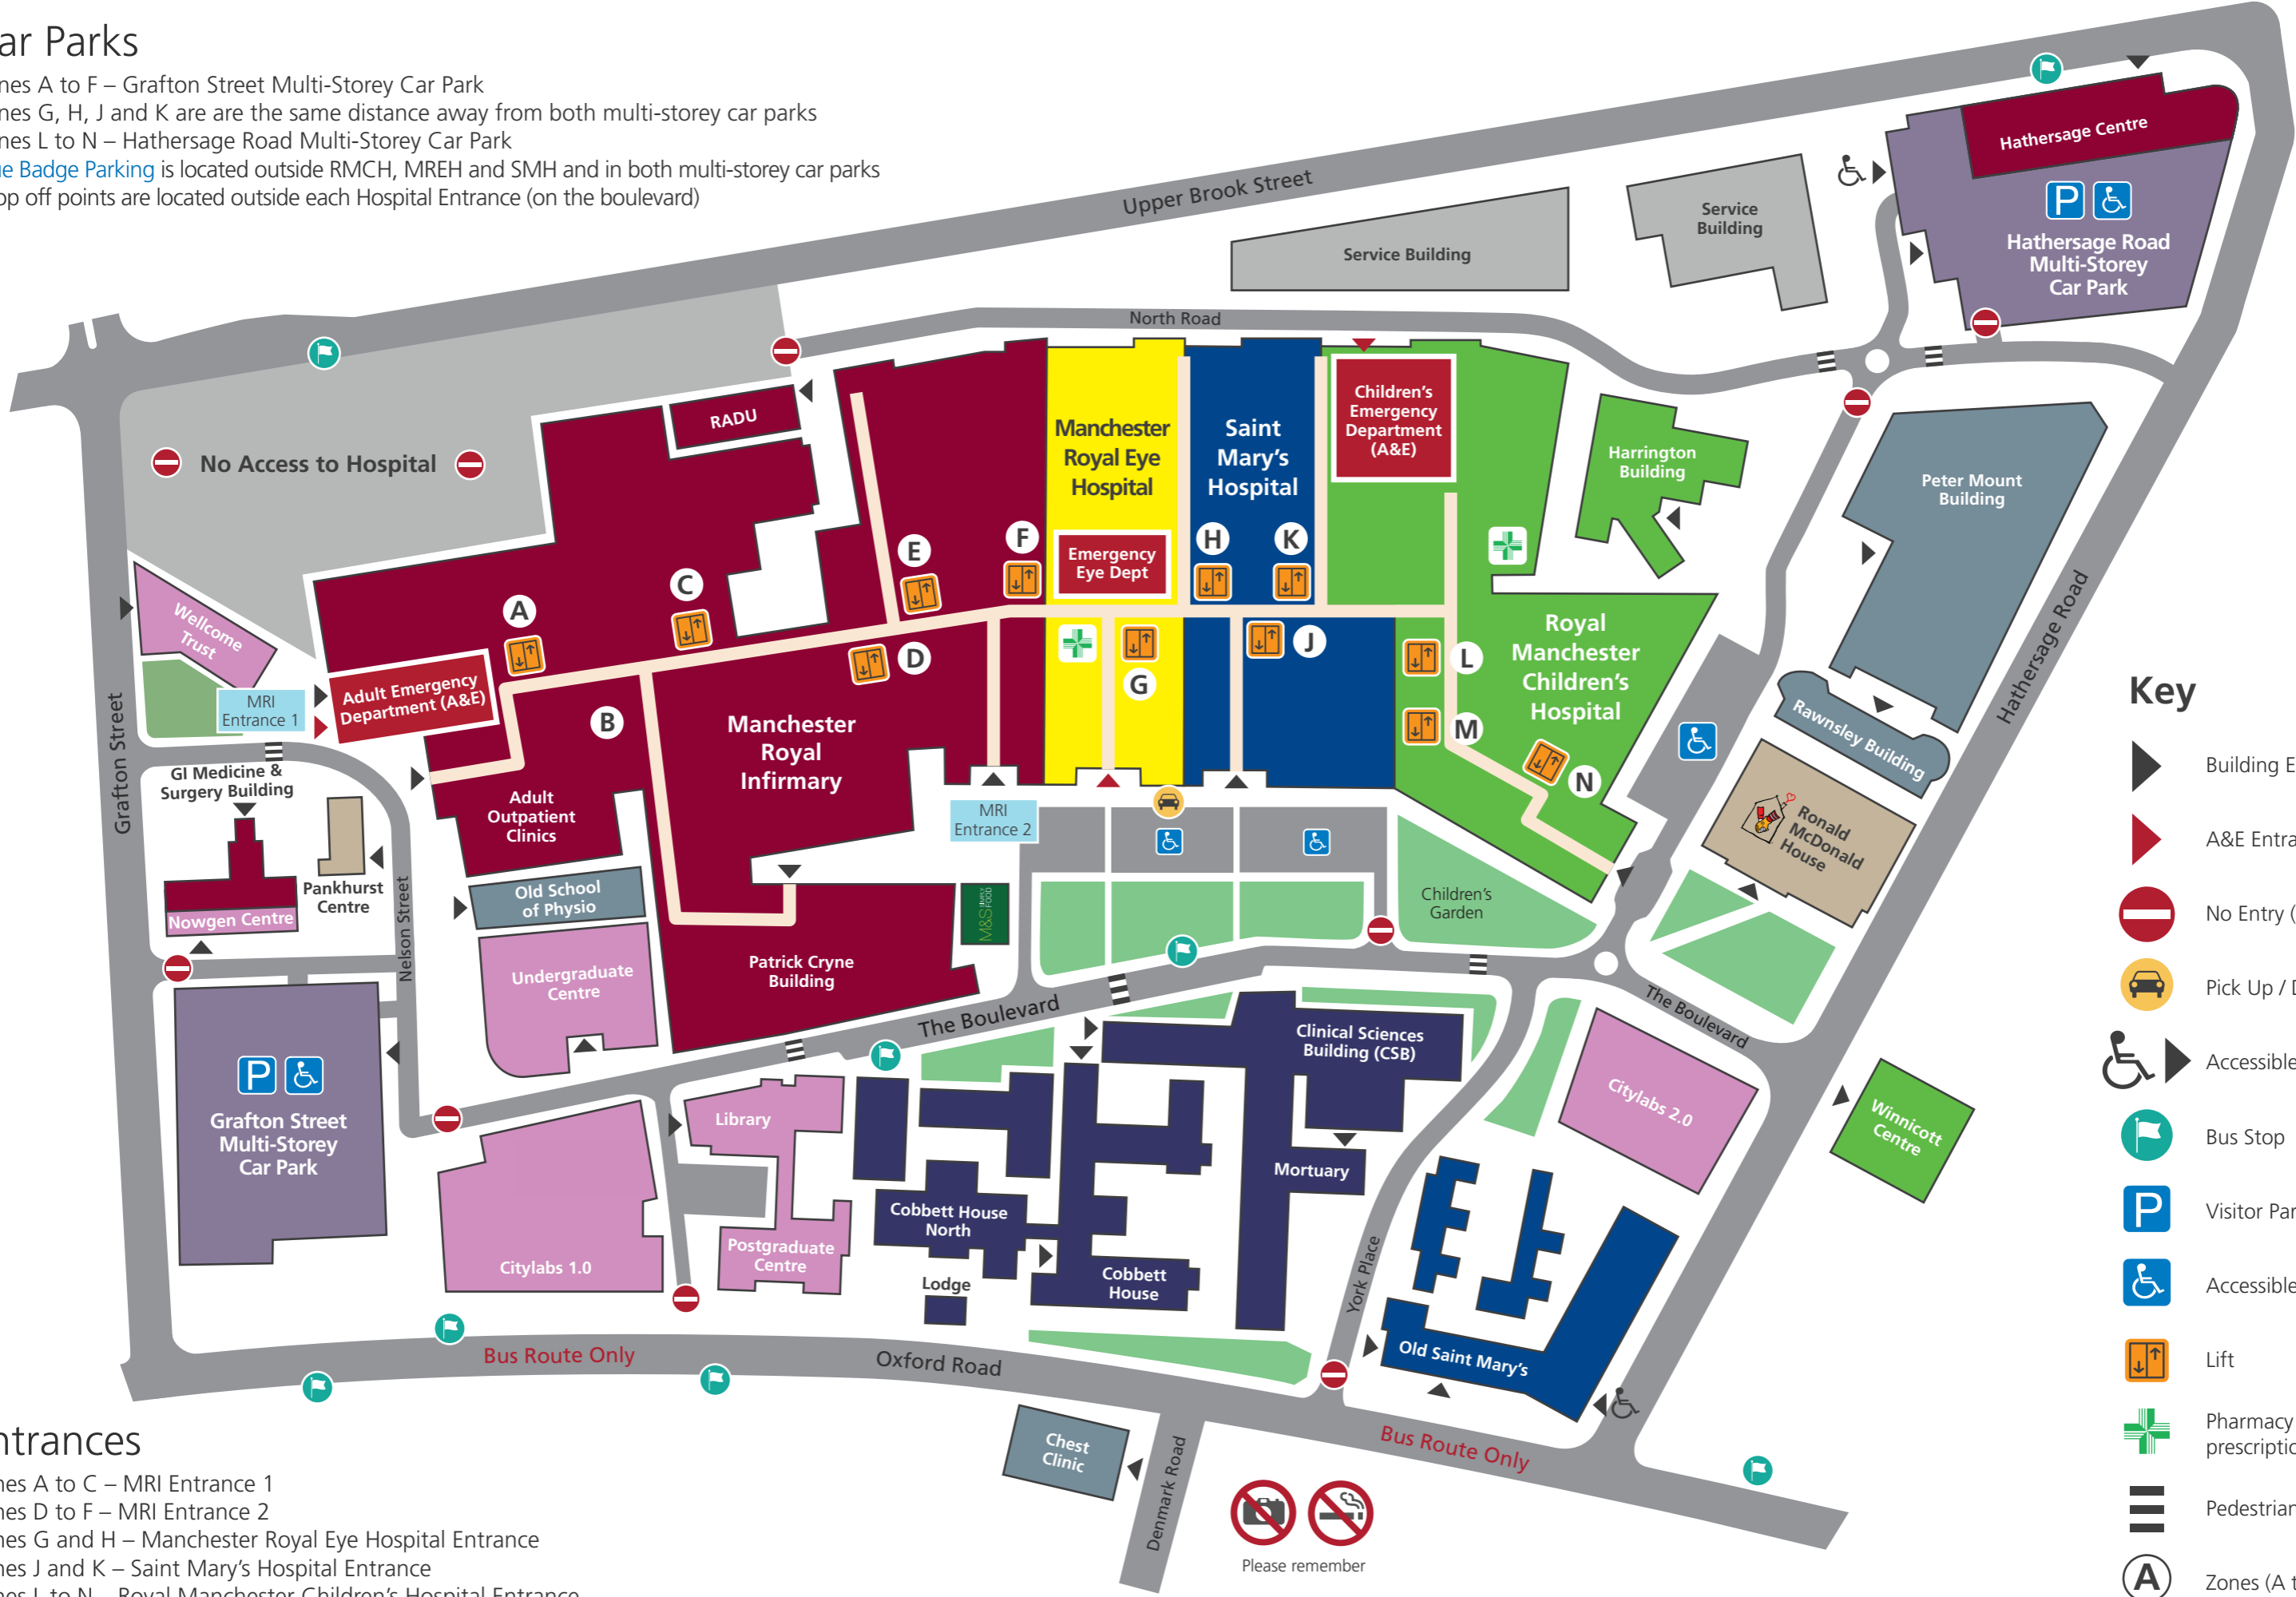 ar Parks
nes A to F – Grafton Street Multi-Storey Car Park
nes G, H, J and K are are the same distance away from both multi-storey car parks
nes L to N – Hathersage Road Multi-Storey Car Park
ue Badge Parking is located outside RMCH, MREH and SMH and in both multi-storey car parks
op off points are located outside each Hospital Entrance (on the boulevard)
Upper Brook Street
Hathersage Centre
P
Hathersage Road
Multi-Storey
Car Park
Service
Building
Service Building
North Road
No Access to Hospital
RADU
Manchester
Royal Eye
Hospital
Saint
Mary's
Hospital
Children's
Emergency
Department
(A&E)
Harrington
Building
Peter Mount
Building
Emergency
Eye Dept
A
C
E
F
H
K
B
D
G
J
L
M
N
Wellcome
Trust
MRI
Entrance 1
Adult Emergency
Department (A&E)
Manchester
Royal
Infirmary
Royal
Manchester
Children's
Hospital
Hathersage Road
Rawnsley Building
Ronald
McDonald
House
Grafton Street
GI Medicine &
Surgery Building
Adult
Outpatient
Clinics
MRI
Entrance 2
Pankhurst
Centre
Nowgen Centre
Nelson Street
Old School
of Physio
M&S
SIMPLY
FOOD
Children's
Garden
Undergraduate
Centre
Patrick Cryne
Building
The Boulevard
The Boulevard
Clinical Sciences
Building (CSB)
P
Grafton Street
Multi-Storey
Car Park
Library
Citylabs 2.0
Winnicott
Centre
Mortuary
Cobbett House
North
Postgraduate
Centre
Citylabs 1.0
Lodge
Cobbett
House
York Place
Old Saint Mary's
Bus Route Only
Oxford Road
Bus Route Only
Chest
Clinic
Denmark Road
Please remember
Key
Building E
A&E Entra
No Entry (
Pick Up / D
Accessible
Bus Stop
P
Visitor Par
Accessible
Lift
Pharmacy
prescriptio
Pedestrian
A
Zones (A t
ntrances
nes A to C – MRI Entrance 1
nes D to F – MRI Entrance 2
nes G and H – Manchester Royal Eye Hospital Entrance
nes J and K – Saint Mary's Hospital Entrance
nes L to N – Royal Manchester Children's Hospital Entrance